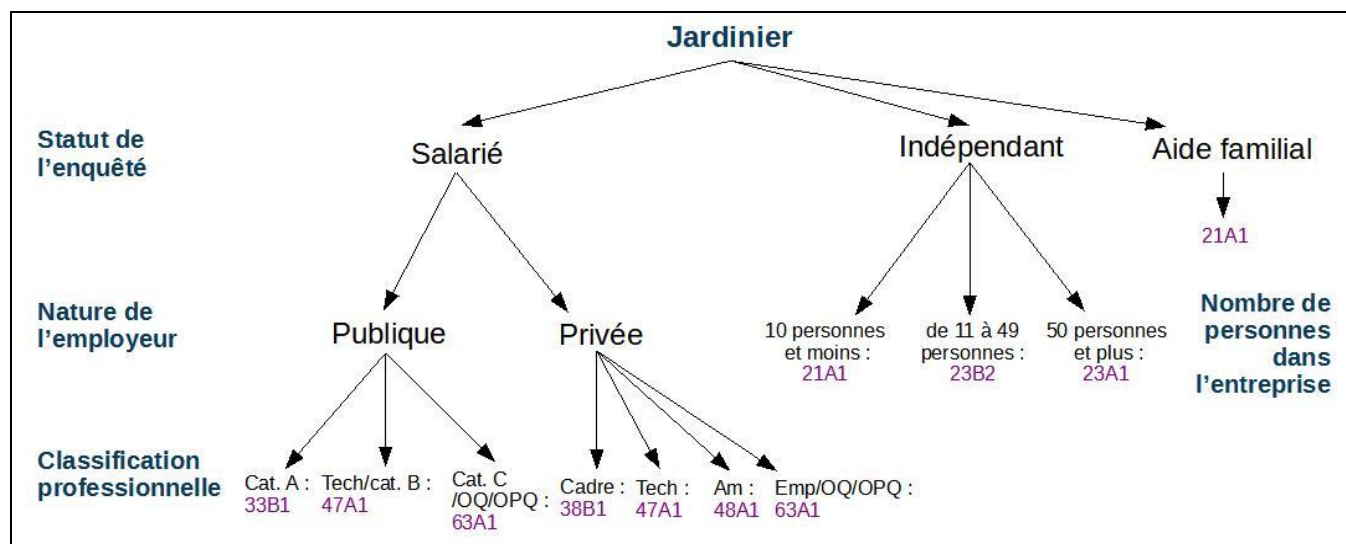 Jardinier
Statut de
l'enquêté
Salarié
Indépendant
Aide familial
21A1
Nature de
l'employeur
Publique
Privée
10 personnes
et moins :
21A1
de 11 à 49
personnes :
23B2
50 personnes
et plus :
23A1
Nombre de
personnes
dans
l'entreprise
Classification
professionnelle
Cat. A :
33B1
Tech/cat. B :
47A1
Cat. C
/OQ/OPQ :
63A1
Cadre :
38B1
Tech :
47A1
Am :
48A1
Emp/OQ/OPQ :
63A1